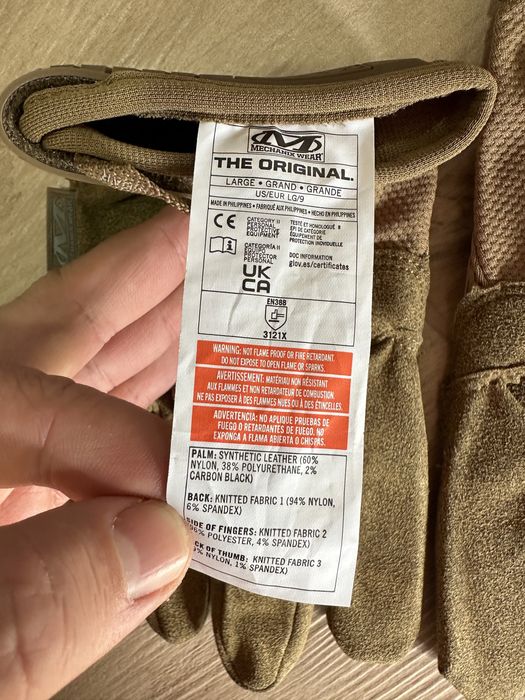 MECHANIX WEAR
THE ORIGINAL.
LARGE • GRAND • GRANDE
US/EUR LG/9
MADE IN PHILIPPINES • FABRIQUÉ AUX PHILIPPINES • HECHO EN PHILIPPINES
CE
CATEGORY II
PERSONAL
PROTECTIVE
EQUIPMENT
TESTÉ ET HOMOLOGUÉ II
EPI DE CATÉGORIE
ÉQUIPEMENT DE
PROTECTION INDIVIDUELLE
i
CATEGORÍA II
EQUIPO
PROTECTOR
PERSONAL
DOC INFORMATION
glov.es/certificates
UK
CA
EN388
3121X
WARNING: NOT FLAME PROOF OR FIRE RETARDANT.
DO NOT EXPOSE TO OPEN FLAME OR SPARKS.
AVERTISSEMENT: MATÉRIAU NON RÉSISTANT
AUX FLAMMES ET NON RETARDATEUR DE COMBUSTION
NE PAS EXPOSER À DES FLAMMES NUES OU À DES ÉTINCELLES.
ADVERTENCIA: NO APLIQUE PRUEBAS DE
FUEGO O RETARDANTES DE FUEGO. NO
EXPONGA A FLAMA ABIERTA O CHISPAS.
PALM: SYNTHETIC LEATHER (60%
NYLON, 38% POLYURETHANE, 2%
CARBON BLACK)
BACK: KNITTED FABRIC 1 (94% NYLON,
6% SPANDEX)
SIDE OF FINGERS: KNITTED FABRIC 2
96% POLYESTER, 4% SPANDEX)
OF THUMB: KNITTED FABRIC 3
NYLON, 1% SPANDEX)